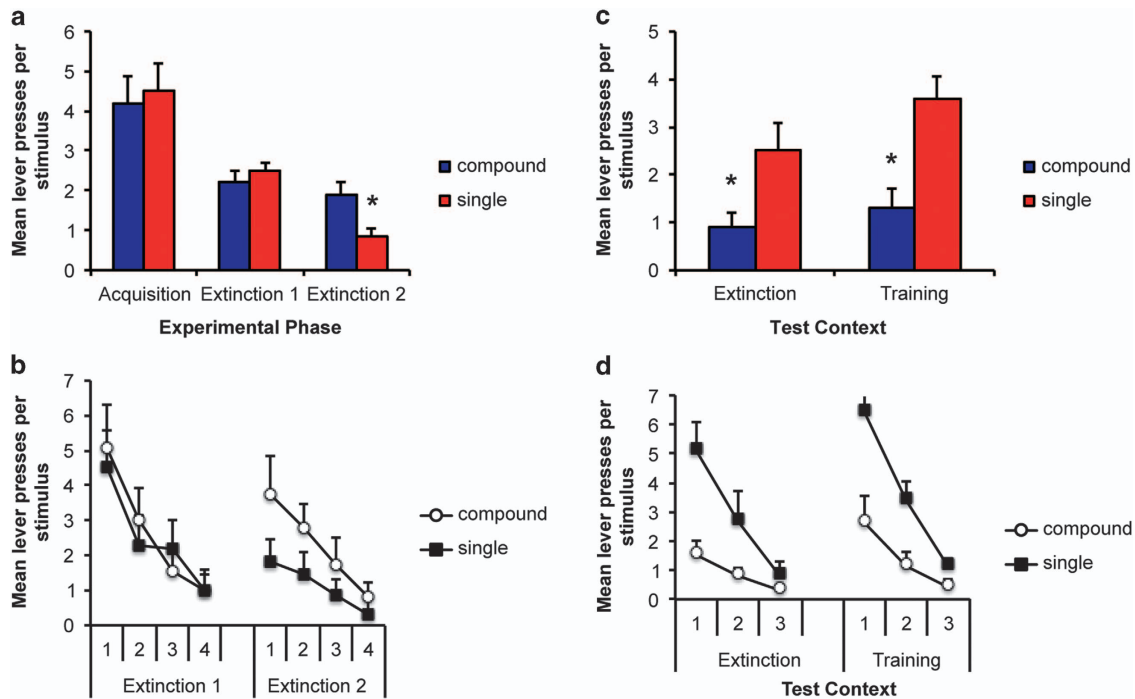 a
Mean lever presses per
stimulus
6
5
4
3
2
1
0
*
Acquisition Extinction 1 Extinction 2
Experimental Phase
compound
single
c
Mean lever presses per
stimulus
5
4
3
2
1
0
*
*
Extinction Training
Test Context
compound
single
b
Mean lever presses per
stimulus
7
6
5
4
3
2
1
0
1 2 3 4 1 2 3 4
Extinction 1 Extinction 2
compound
single
d
Mean lever presses per
stimulus
7
6
5
4
3
2
1
0
1 2 3 1 2 3
Extinction Training
Test Context
compound
single